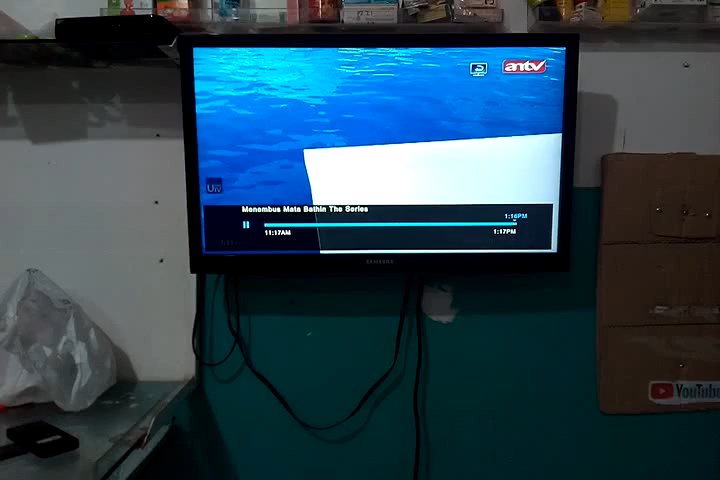 antv
Menembus Mata Bathin The Series
1:16PM
11:17AM
1:17PM
SAMSUNG
YouTube